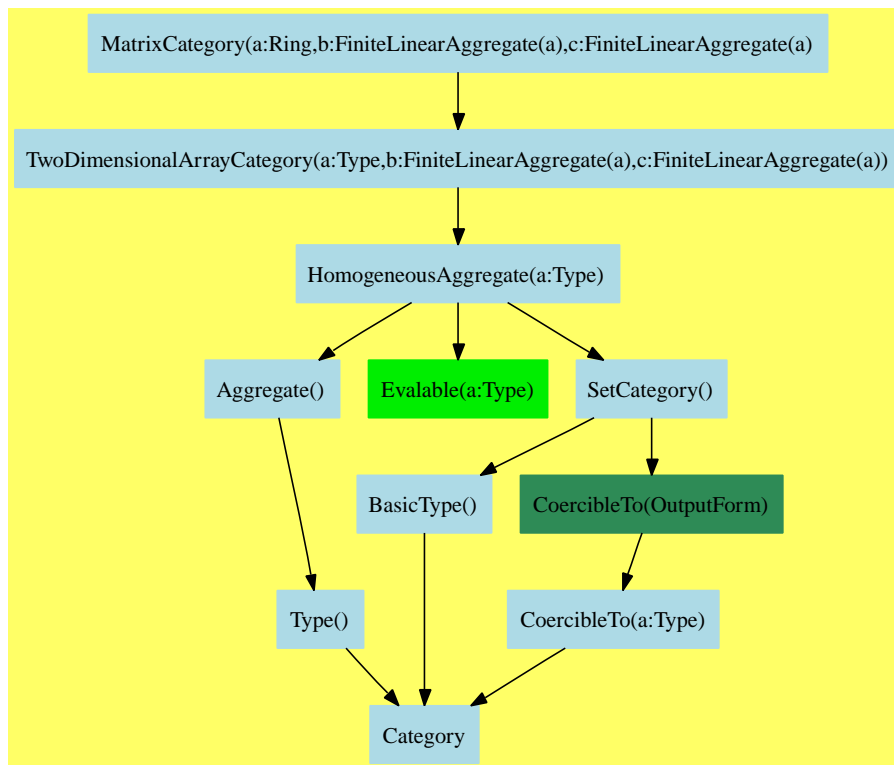 MatrixCategory(a:Ring,b:FiniteLinearAggregate(a),c:FiniteLinearAggregate(a)
TwoDimensionalArrayCategory(a:Type,b:FiniteLinearAggregate(a),c:FiniteLinearAggregate(a))
HomogeneousAggregate(a:Type)
Aggregate()
Evalable(a:Type)
SetCategory()
BasicType()
CoercibleTo(OutputForm)
Type()
CoercibleTo(a:Type)
Category